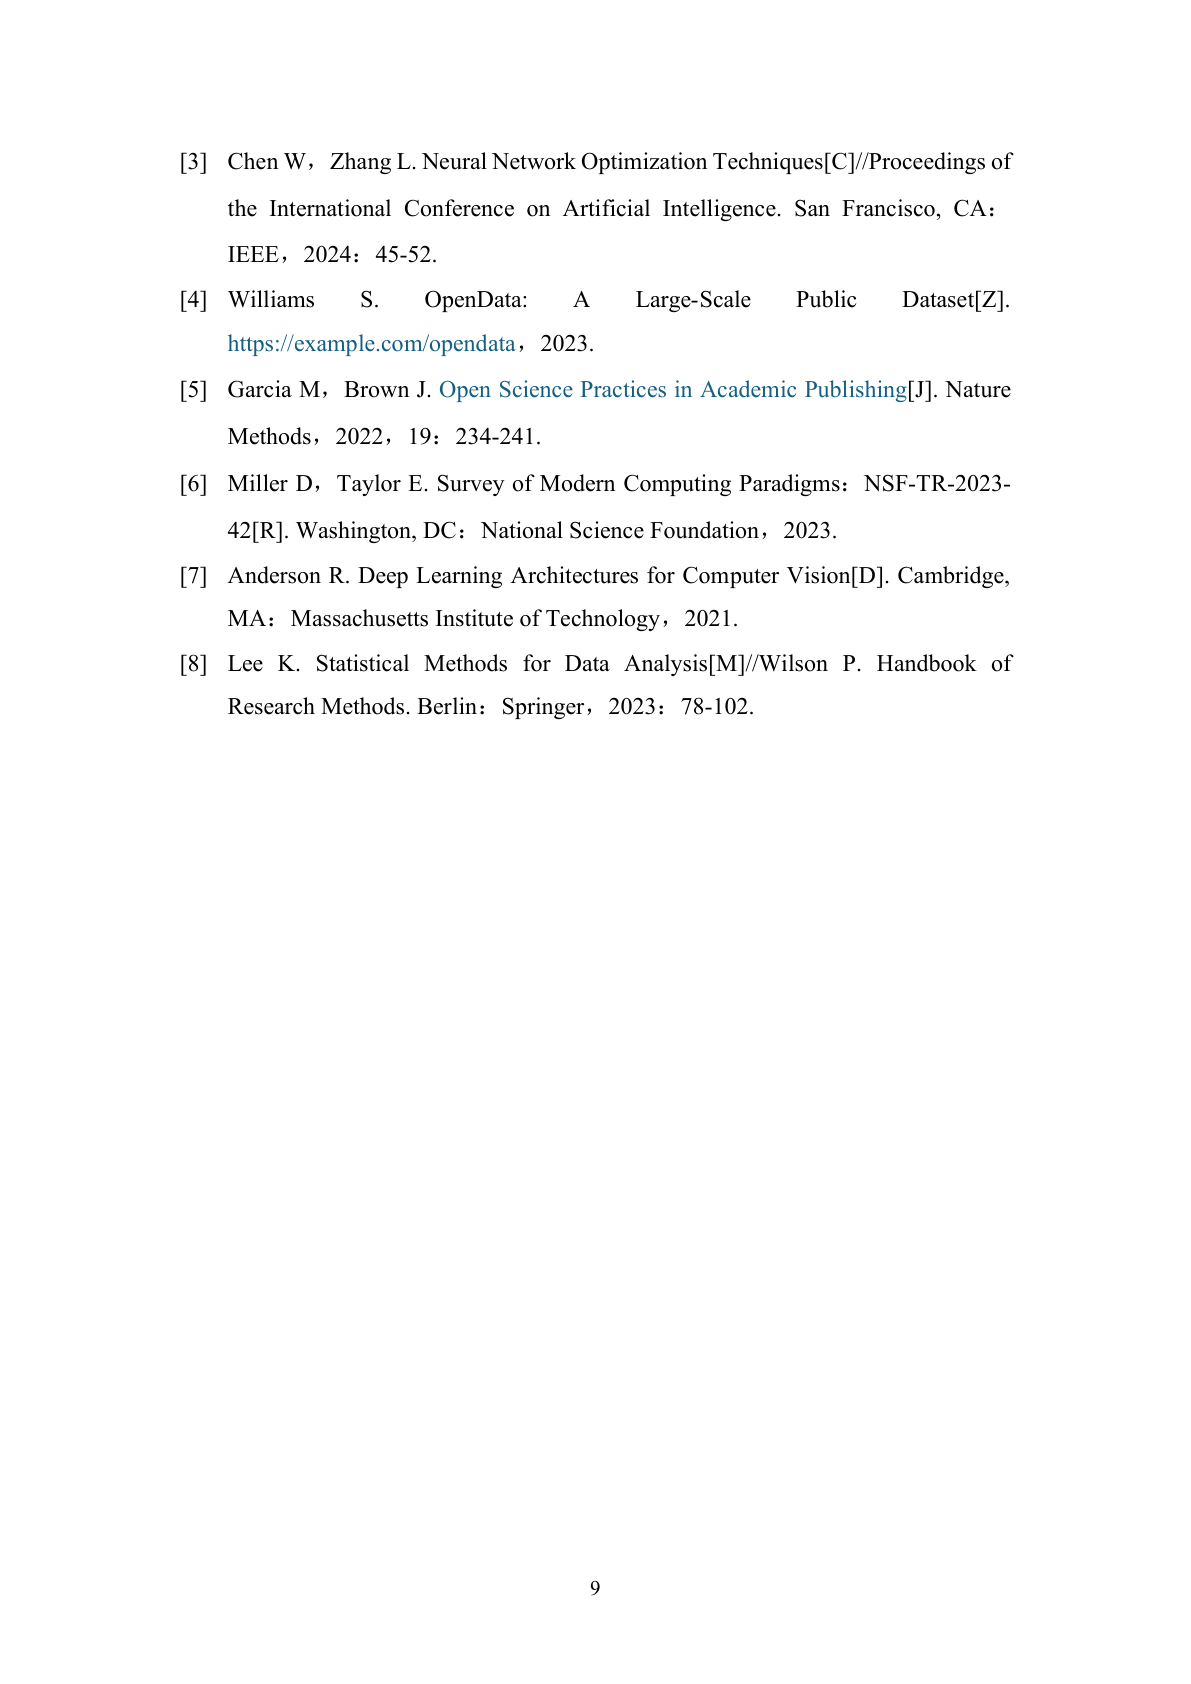 [3] Chen W，Zhang L. Neural Network Optimization Techniques[C]//Proceedings of
the International Conference on Artificial Intelligence. San Francisco, CA：
IEEE，2024：45-52.
[4] Williams S. OpenData: A Large-Scale Public Dataset[Z].
https://example.com/opendata，2023.
[5] Garcia M，Brown J. Open Science Practices in Academic Publishing[J]. Nature
Methods，2022，19：234-241.
[6] Miller D，Taylor E. Survey of Modern Computing Paradigms：NSF-TR-2023-
42[R]. Washington, DC：National Science Foundation，2023.
[7] Anderson R. Deep Learning Architectures for Computer Vision[D]. Cambridge,
MA：Massachusetts Institute of Technology，2021.
[8] Lee K. Statistical Methods for Data Analysis[M]//Wilson P. Handbook of
Research Methods. Berlin：Springer，2023：78-102.
9